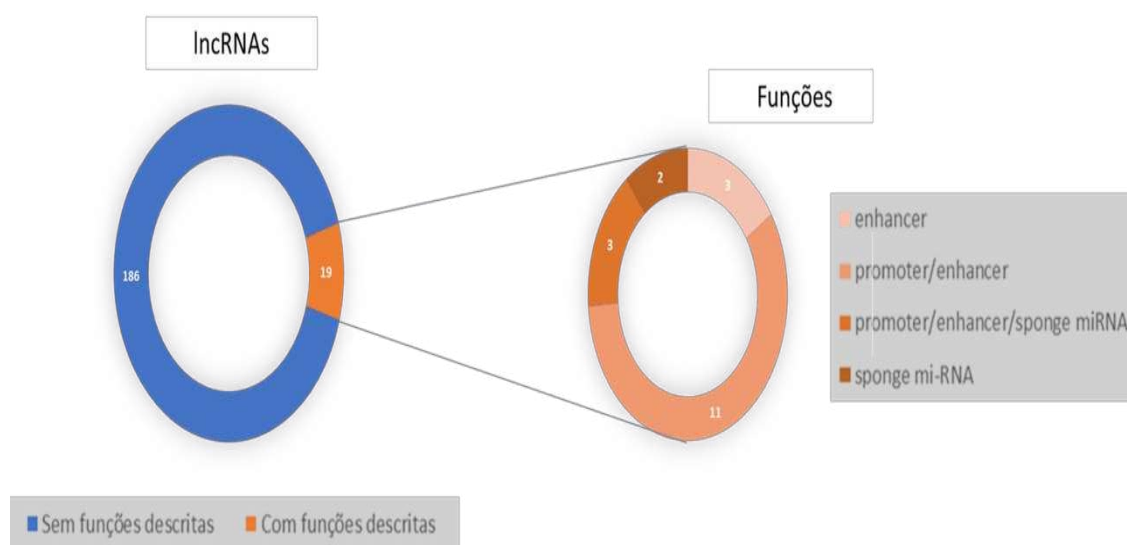 lncRNAs
Funções
186
19
2
3
3
11
enhancer
promoter/enhancer
promoter/enhancer/sponge miRNA
sponge mi-RNA
Sem funções descritas
Com funções descritas